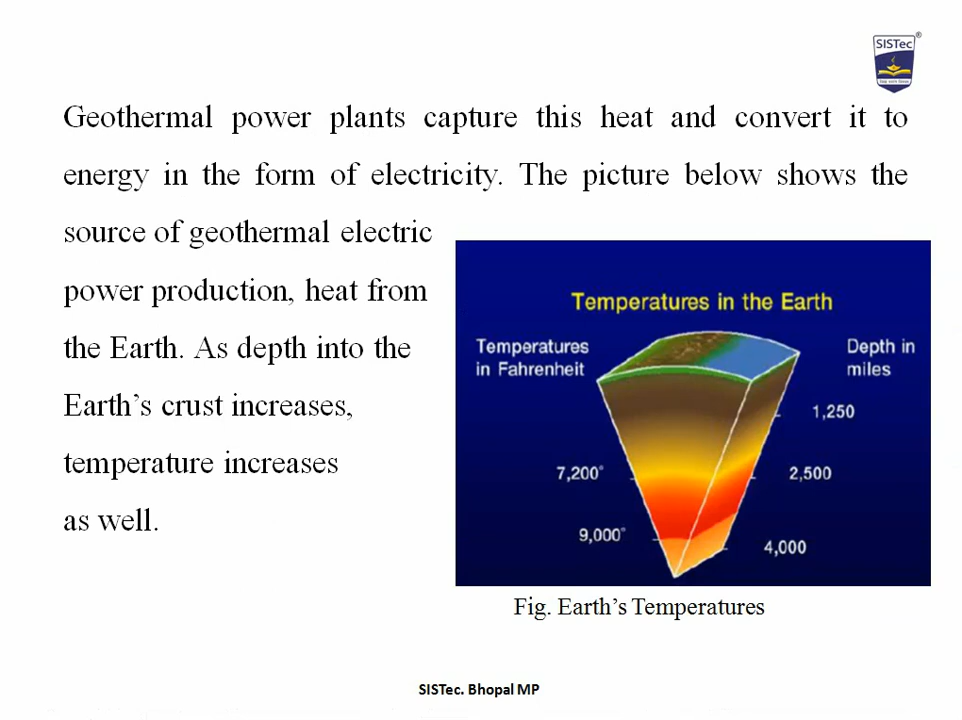 SISTec
Geothermal power plants capture this heat and convert it to
energy in the form of electricity. The picture below shows the
source of geothermal electric
power production, heat from
the Earth. As depth into the
Earth's crust increases,
temperature increases
as well.
Temperatures in the Earth
Temperatures
in Fahrenheit
Depth in
miles
1,250
7,200°
2,500
9,000°
4,000
Fig. Earth's Temperatures
SISTec. Bhopal MP